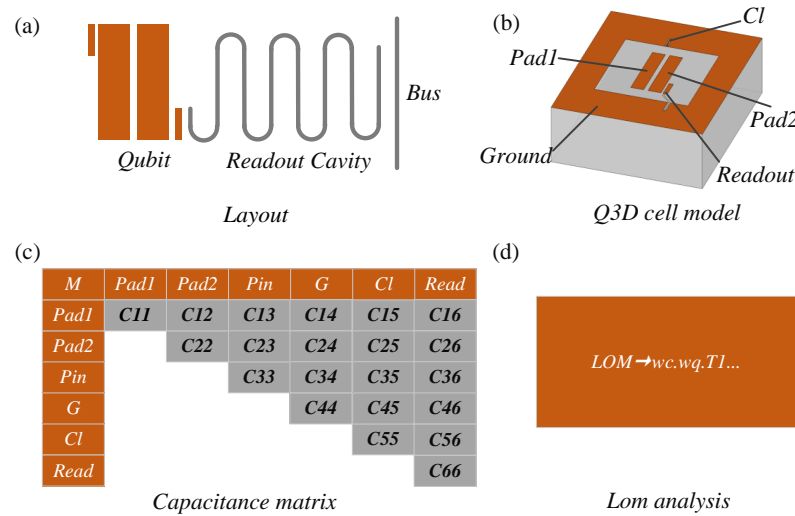 (a)
Qubit
Readout Cavity
Bus
Layout
(b)
Cl
Pad1
Pad2
Ground
Readout
Q3D cell model
(c)
M Pad1 Pad2 Pin G Cl Read
Pad1 C11 C12 C13 C14 C15 C16
Pad2 C22 C23 C24 C25 C26
Pin C33 C34 C35 C36
G C44 C45 C46
Cl C55 C56
Read C66
Capacitance matrix
(d)
LOM→wc.wq.T1...
Lom analysis